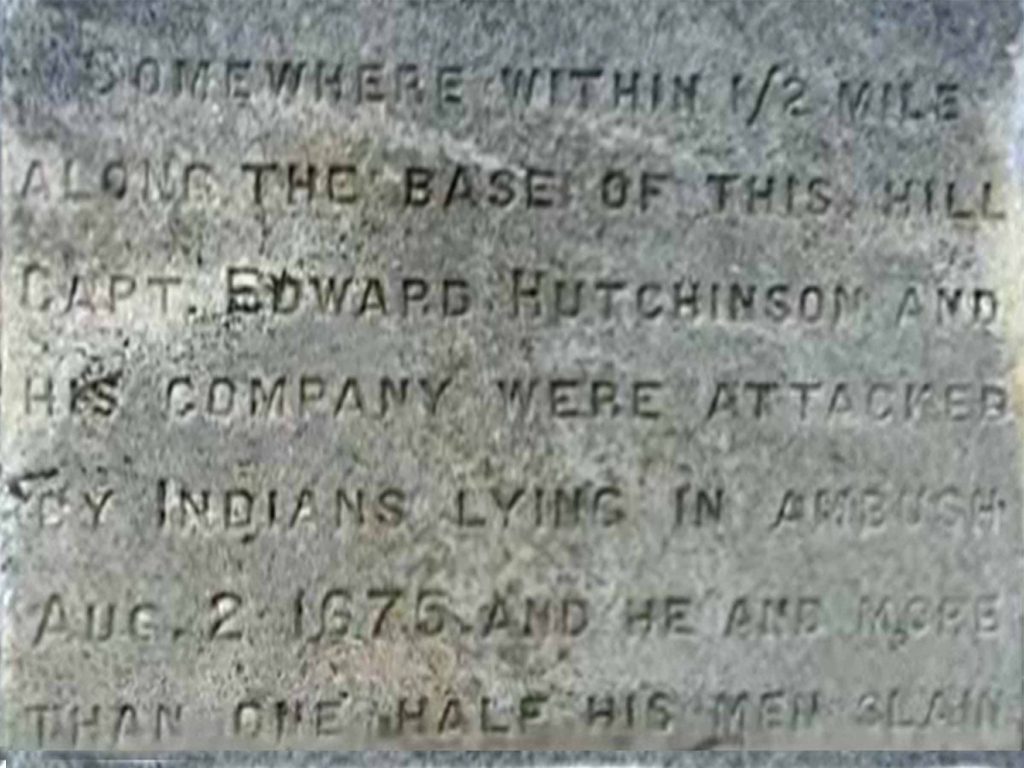 SOMEWHERE WITHIN 1/2 MILE
ALONG THE BASE OF THIS HILL
CAPT. EDWARD HUTCHINSON AND
HIS COMPANY WERE ATTACKED
BY INDIANS LYING IN AMBUSH
AUG. 2 1675 AND HE AND MORE
THAN ONE HALF HIS MEN SLAIN